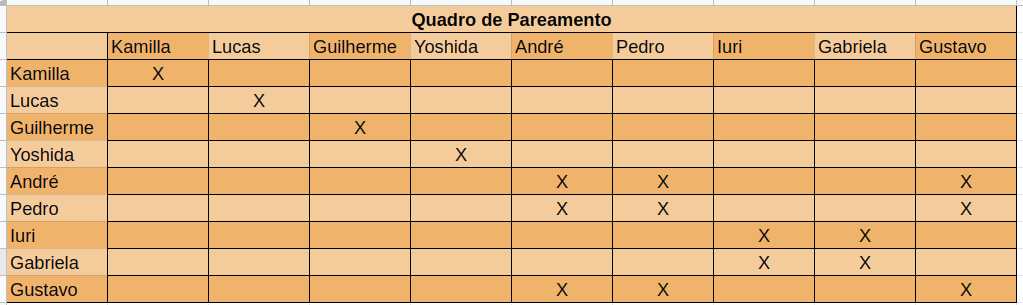 Quadro de Pareamento
Kamilla Lucas Guilherme Yoshida André Pedro Iuri Gabriela Gustavo
Kamilla X
Lucas X
Guilherme X
Yoshida X
André X X X
Pedro X X X
Iuri X X
Gabriela X X
Gustavo X X X